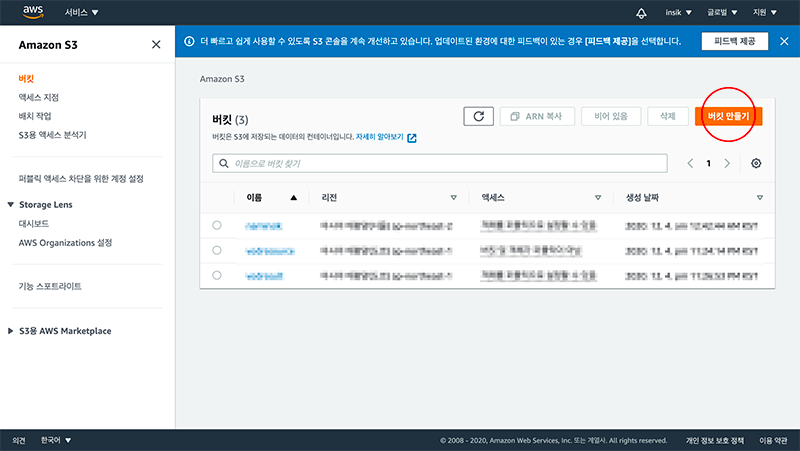 aws 서비스 ▼ insik ▼ 글로벌 ▼ 지원 ▼
Amazon S3
더 빠르고 쉽게 사용할 수 있도록 S3 콘솔을 계속 개선하고 있습니다. 업데이트된 환경에 대한 피드백이 있는 경우 [피드백 제공]을 선택합니다. 피드백 제공
버킷
액세스 지점
배치 작업
S3용 액세스 분석기
퍼블릭 액세스 차단을 위한 계정 설정
Storage Lens
대시보드
AWS Organizations 설정
기능 스포트라이트
S3용 AWS Marketplace
Amazon S3
버킷 (3) ARN 복사 비어 있음 삭제 버킷 만들기
버킷은 S3에 저장되는 데이터의 컨테이너입니다. 자세히 알아보기
이름으로 버킷 찾기 1
이름 리전 액세스 생성 날짜
의견 한국어 ▼ © 2008 - 2020, Amazon Web Services, Inc. 또는 계열사. All rights reserved. 개인 정보 보호 정책 이용 약관